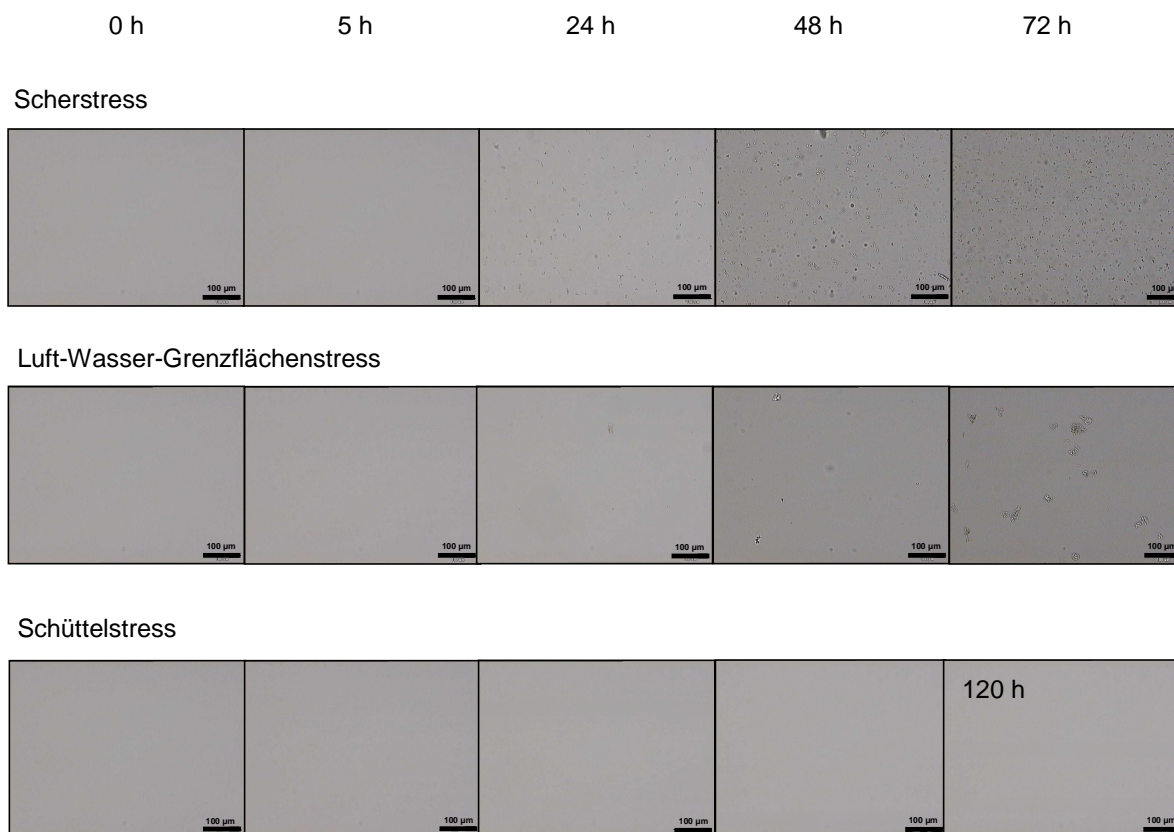 0 h 5 h 24 h 48 h 72 h
Scherstress
100 µm 100 µm 100 µm 100 µm 100 µm
Luft-Wasser-Grenzflächenstress
100 µm 100 µm 100 µm 100 µm 100 µm
Schüttelstress
120 h
100 µm 100 µm 100 µm 100 µm 100 µm